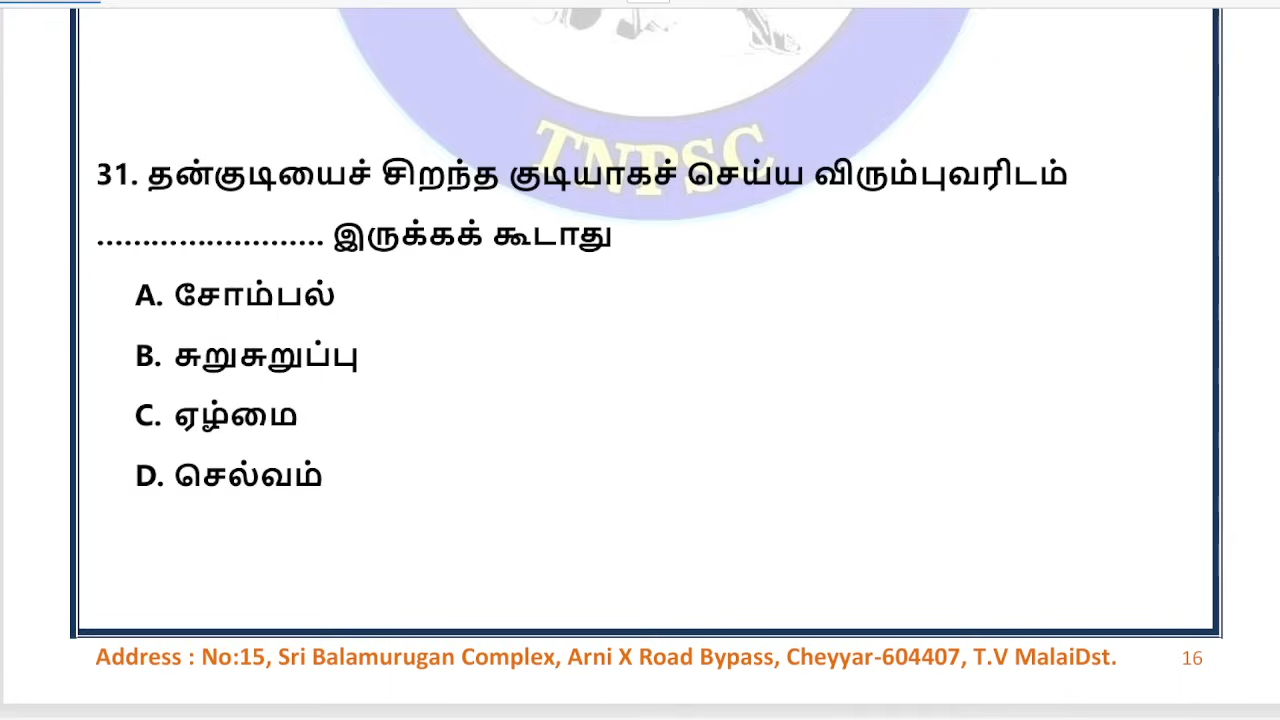 TNPSC
31. தன்குடியைச் சிறந்த குடியாகச் செய்ய விரும்புவரிடம்
......................... இருக்கக் கூடாது
A. சோம்பல்
B. சுறுசுறுப்பு
C. ஏழ்மை
D. செல்வம்
Address : No:15, Sri Balamurugan Complex, Arni X Road Bypass, Cheyyar-604407, T.V MalaiDst.
16